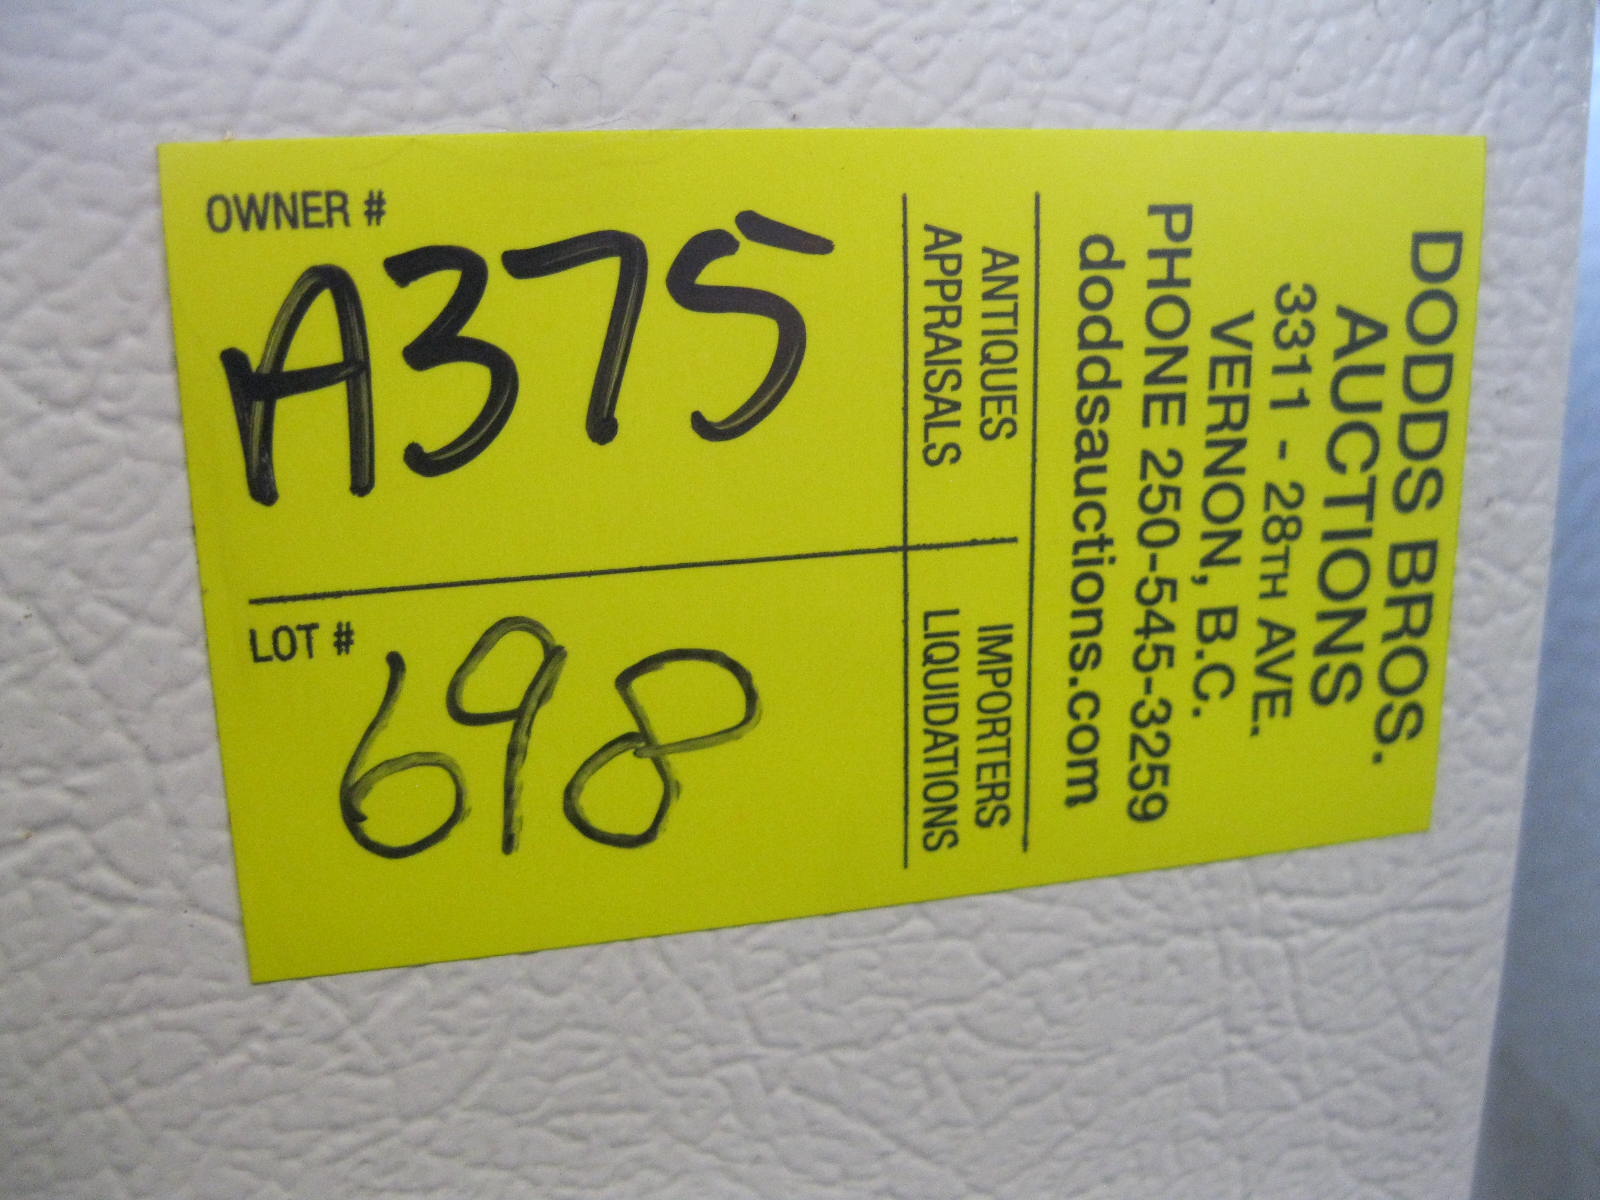 DODDS BROS.
AUCTIONS
3311 - 28TH AVE.
VERNON, B.C.
PHONE 250-545-3259
doddsauctions.com
ANTIQUES
APPRAISALS
IMPORTERS
LIQUIDATIONS
OWNER #
A375
LOT #
698